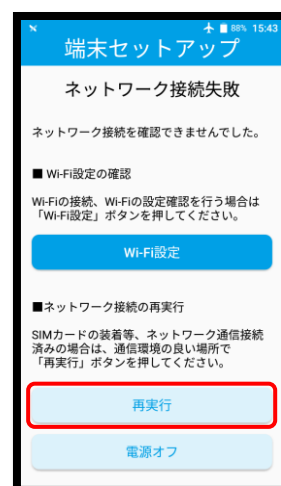 88% 15:43
端末セットアップ
ネットワーク接続失敗
ネットワーク接続を確認できませんでした。
■ Wi-Fi設定の確認
Wi-Fiの接続、Wi-Fiの設定確認を行う場合は
「Wi-Fi設定」ボタンを押してください。
Wi-Fi設定
■ネットワーク接続の再実行
SIMカードの装着等、ネットワーク通信接続
済みの場合は、通信環境の良い場所で
「再実行」ボタンを押してください。
再実行
電源オフ